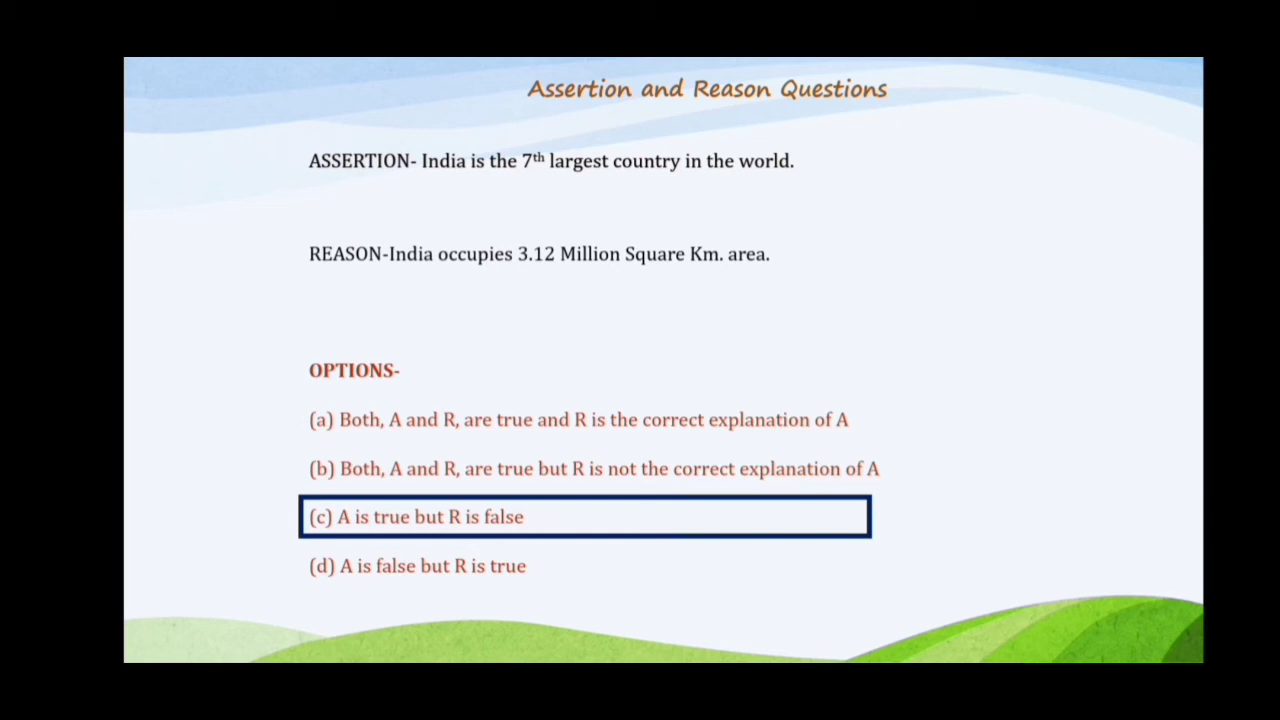 Assertion and Reason Questions
ASSERTION- India is the 7th largest country in the world.
REASON-India occupies 3.12 Million Square Km. area.
OPTIONS-
(a) Both, A and R, are true and R is the correct explanation of A
(b) Both, A and R, are true but R is not the correct explanation of A
(c) A is true but R is false
(d) A is false but R is true